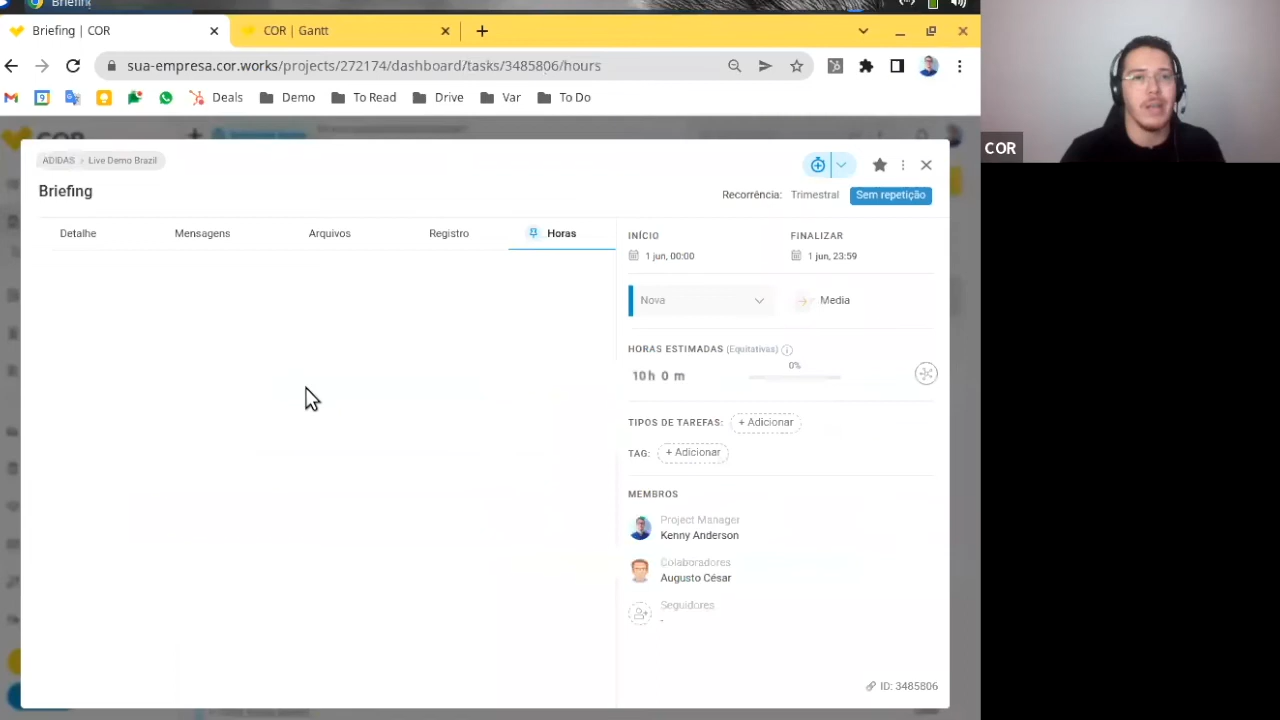 Briefing
Briefing | COR
COR | Gantt
sua-empresa.cor.works/projects/272174/dashboard/tasks/3485806/hours
Deals
Demo
To Read
Drive
Var
To Do
COR
ADIDAS > Live Demo Brazil
Briefing
Recorrência: Trimestral Sem repetição
Detalhe
Mensagens
Arquivos
Registro
Horas
INÍCIO
1 jun, 00:00
FINALIZAR
1 jun, 23:59
Nova
Media
HORAS ESTIMADAS (Equitativas)
10h 0 m
0%
TIPOS DE TAREFAS: + Adicionar
TAG: + Adicionar
MEMBROS
Project Manager
Kenny Anderson
Colaboradores
Augusto César
Seguidores
-
ID: 3485806
COR